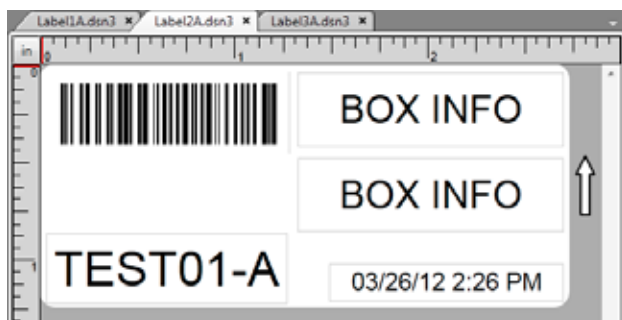 Label1A.dsn3 × Label2A.dsn3 × Label3A.dsn3 ×
in 0 1 2
0
BOX INFO
BOX INFO
1
TEST01-A
03/26/12 2:26 PM